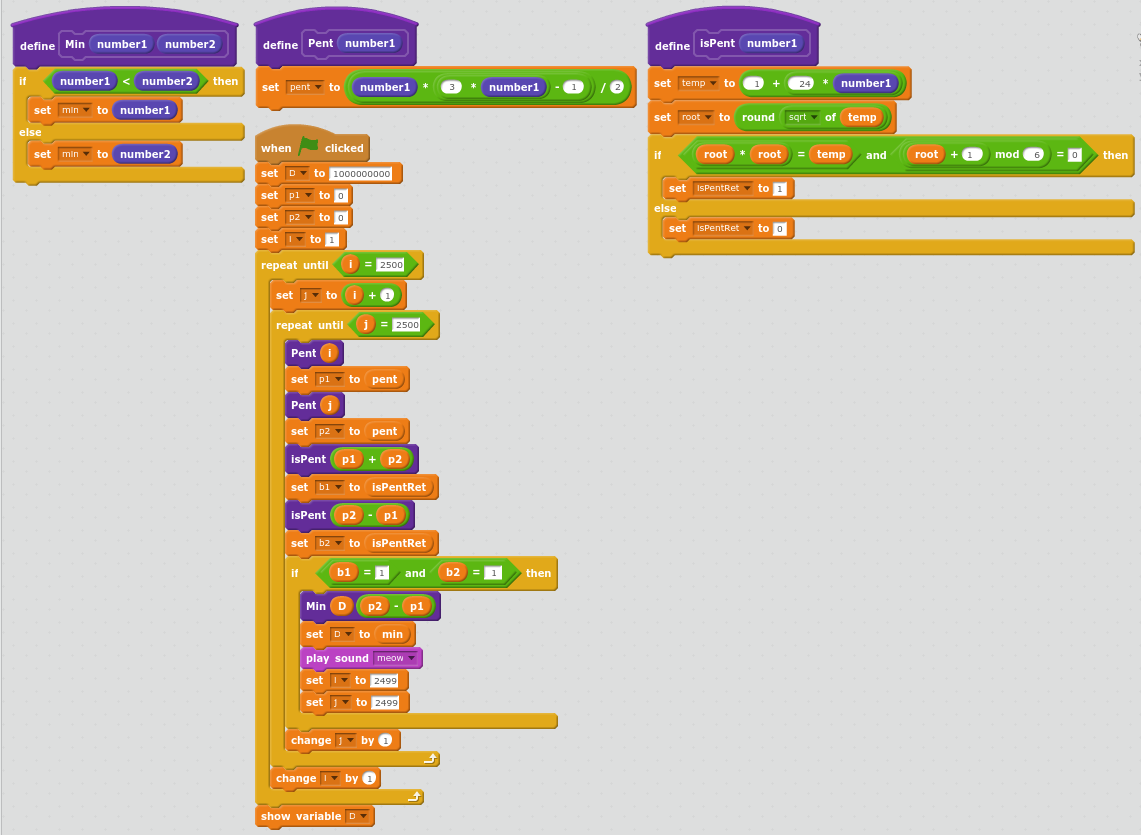 define Min number1 number2
if number1 < number2 then
set min to number1
else
set min to number2
define Pent number1
set pent to number1 * 3 * number1 - 1 / 2
when clicked
set D to 1000000000
set p1 to 0
set p2 to 0
set i to 1
repeat until i = 2500
set j to i + 1
repeat until j = 2500
Pent i
set p1 to pent
Pent j
set p2 to pent
isPent p1 + p2
set b1 to isPentRet
isPent p2 - p1
set b2 to isPentRet
if b1 = 1 and b2 = 1 then
Min D p2 - p1
set D to min
play sound meow
set i to 2499
set j to 2499
change j by 1
change i by 1
show variable D
define isPent number1
set temp to 1 + 24 * number1
set root to round sqrt of temp
if root * root = temp and root + 1 mod 6 = 0 then
set isPentRet to 1
else
set isPentRet to 0